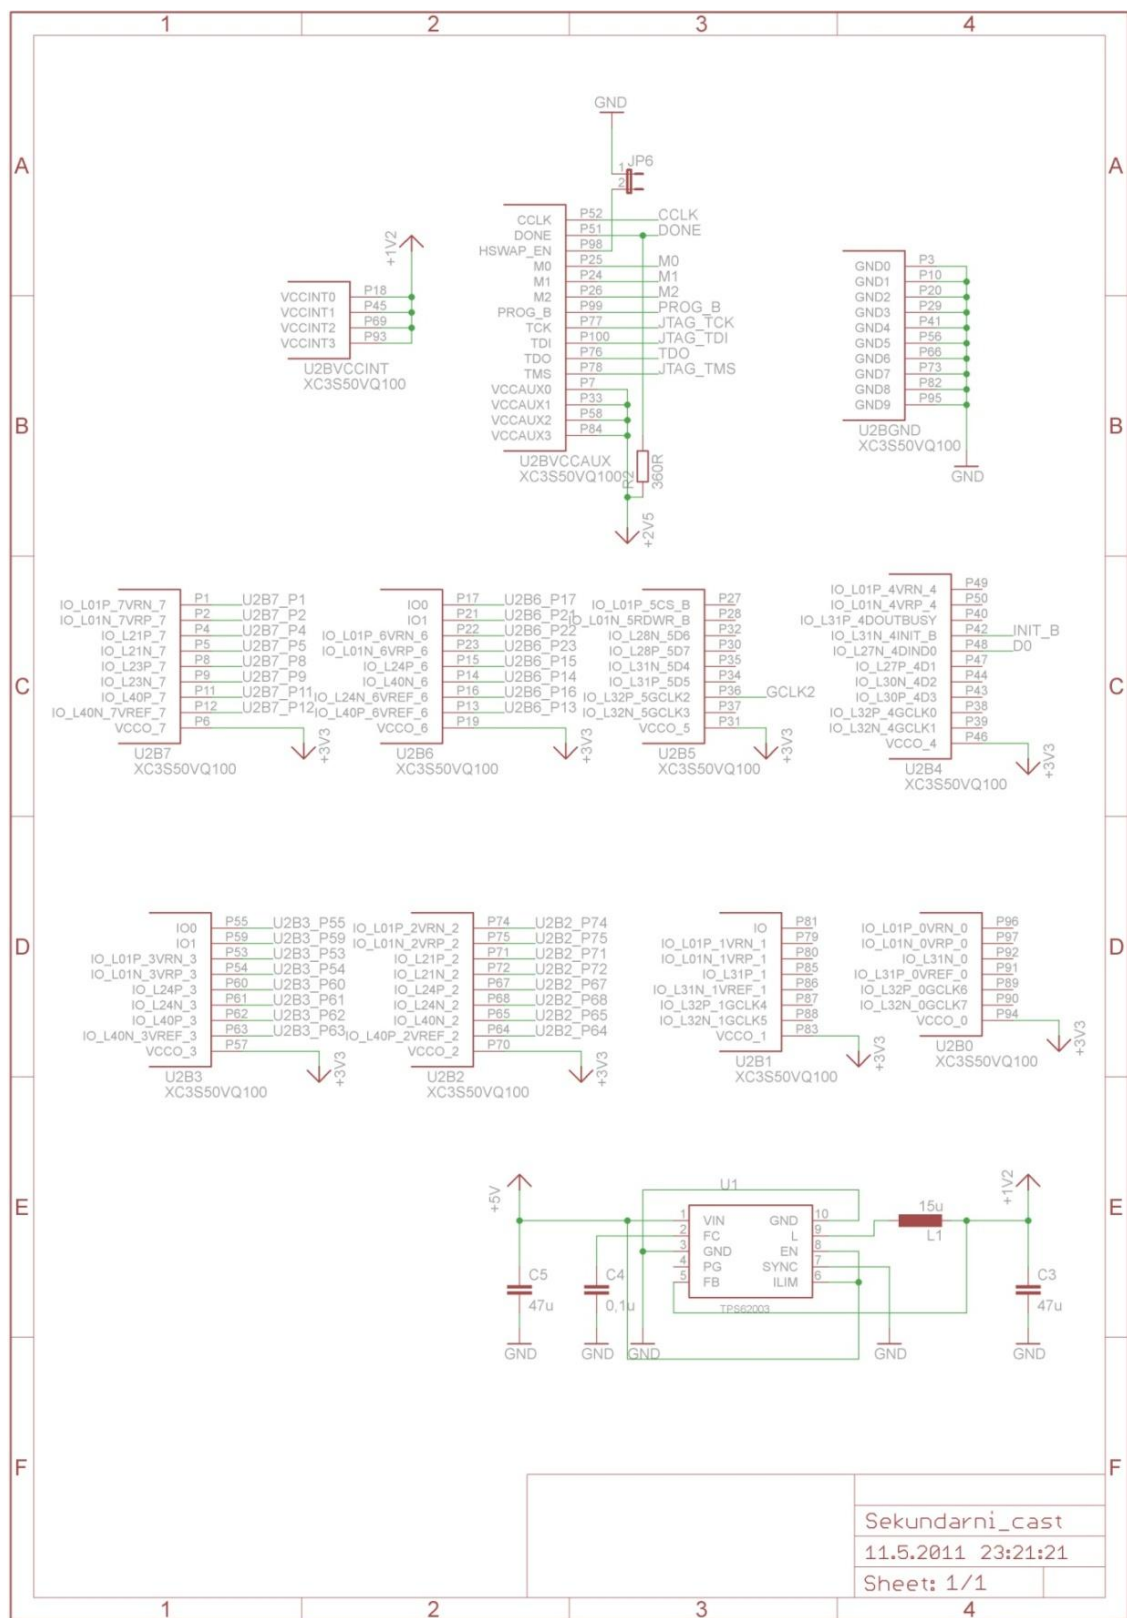 1 2 3 4
A A
B B
C C
D D
E E
F F
GND
JP6
1
2
CCLK P52 CCLK
DONE P51 DONE
HSWAP_EN P98
M0 P25 M0
M1 P24 M1
M2 P26 M2
PROG_B P99 PROG_B
TCK P77 JTAG_TCK
TDI P100 JTAG_TDI
TDO P76 TDO
TMS P78 JTAG_TMS
VCCAUX0 P7
VCCAUX1 P33
VCCAUX2 P58
VCCAUX3 P84
U2BVCCAUX
XC3S50VQ100
R2
360R
+2V5
+1V2
VCCINT0 P18
VCCINT1 P45
VCCINT2 P69
VCCINT3 P93
U2BVCCINT
XC3S50VQ100
GND0 P3
GND1 P10
GND2 P20
GND3 P29
GND4 P41
GND5 P56
GND6 P66
GND7 P73
GND8 P82
GND9 P95
U2BGND
XC3S50VQ100
GND
IO_L01P_7VRN_7 P1 U2B7_P1
IO_L01N_7VRP_7 P2 U2B7_P2
IO_L21P_7 P4 U2B7_P4
IO_L21N_7 P5 U2B7_P5
IO_L23P_7 P8 U2B7_P8
IO_L23N_7 P9 U2B7_P9
IO_L40P_7 P11 U2B7_P11
IO_L40N_7VREF_7 P12 U2B7_P12
VCCO_7 P6
+3V3
U2B7
XC3S50VQ100
IO0 P17 U2B6_P17
IO1 P21 U2B6_P21
IO_L01P_6VRN_6 P22 U2B6_P22
IO_L01N_6VRP_6 P23 U2B6_P23
IO_L24P_6 P15 U2B6_P15
IO_L40N_6 P14 U2B6_P14
IO_L24N_6VREF_6 P16 U2B6_P16
IO_L40P_6VREF_6 P13 U2B6_P13
VCCO_6 P19
+3V3
U2B6
XC3S50VQ100
IO_L01P_5CS_B P27
IO_L01N_5RDWR_B P28
IO_L28N_5D6 P32
IO_L28P_5D7 P30
IO_L31N_5D4 P35
IO_L31P_5D5 P34
IO_L32P_5GCLK2 P36 GCLK2
IO_L32N_5GCLK3 P37
VCCO_5 P31
+3V3
U2B5
XC3S50VQ100
IO_L01P_4VRN_4 P49
IO_L01N_4VRP_4 P50
IO_L31P_4DOUTBUSY P40
IO_L31N_4INIT_B P42 INIT_B
IO_L27N_4DIND0 P48 D0
IO_L27P_4D1 P47
IO_L30N_4D2 P44
IO_L30P_4D3 P43
IO_L32P_4GCLK0 P38
IO_L32N_4GCLK1 P39
VCCO_4 P46
+3V3
U2B4
XC3S50VQ100
IO0 P55 U2B3_P55
IO1 P59 U2B3_P59
IO_L01P_3VRN_3 P53 U2B3_P53
IO_L01N_3VRP_3 P54 U2B3_P54
IO_L24P_3 P60 U2B3_P60
IO_L24N_3 P61 U2B3_P61
IO_L40P_3 P62 U2B3_P62
IO_L40N_3VREF_3 P63 U2B3_P63
VCCO_3 P57
+3V3
U2B3
XC3S50VQ100
IO_L01P_2VRN_2 P74 U2B2_P74
IO_L01N_2VRP_2 P75 U2B2_P75
IO_L21P_2 P71 U2B2_P71
IO_L21N_2 P72 U2B2_P72
IO_L24P_2 P67 U2B2_P67
IO_L24N_2 P68 U2B2_P68
IO_L40N_2 P65 U2B2_P65
IO_L40P_2VREF_2 P64 U2B2_P64
VCCO_2 P70
+3V3
U2B2
XC3S50VQ100
IO P81
IO_L01P_1VRN_1 P79
IO_L01N_1VRP_1 P80
IO_L31P_1 P85
IO_L31N_1VREF_1 P86
IO_L32P_1GCLK4 P87
IO_L32N_1GCLK5 P88
VCCO_1 P83
+3V3
U2B1
XC3S50VQ100
IO_L01P_0VRN_0 P96
IO_L01N_0VRP_0 P97
IO_L31N_0 P92
IO_L31P_0VREF_0 P91
IO_L32P_0GCLK6 P89
IO_L32N_0GCLK7 P90
VCCO_0 P94
+3V3
U2B0
XC3S50VQ100
+5V
U1
+1V2
1 VIN GND 10
2 FC L 9
3 GND EN 8
4 PG SYNC 7
5 FB ILIM 6
TPS62003
15u
L1
C5
47u
C4
0,1u
C3
47u
GND GND GND GND GND
Sekundarni_cast
11.5.2011 23:21:21
Sheet: 1/1
1 2 3 4